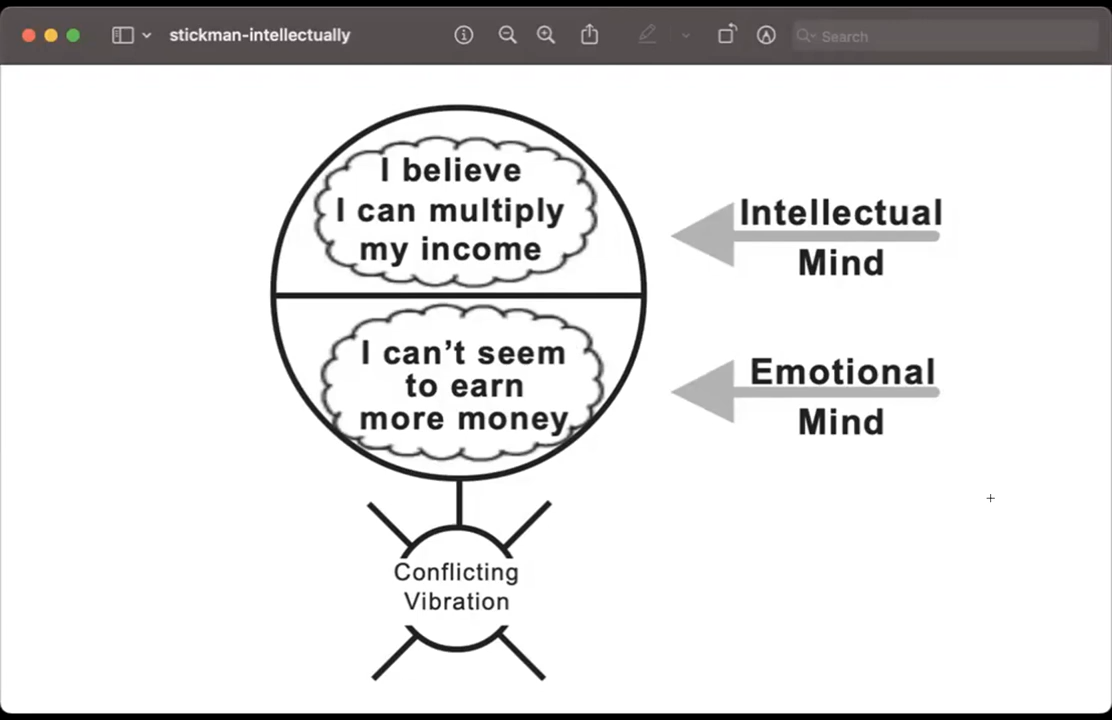 stickman-intellectually
Search
I believe
I can multiply
my income
Intellectual
Mind
I can't seem
to earn
more money
Emotional
Mind
Conflicting
Vibration